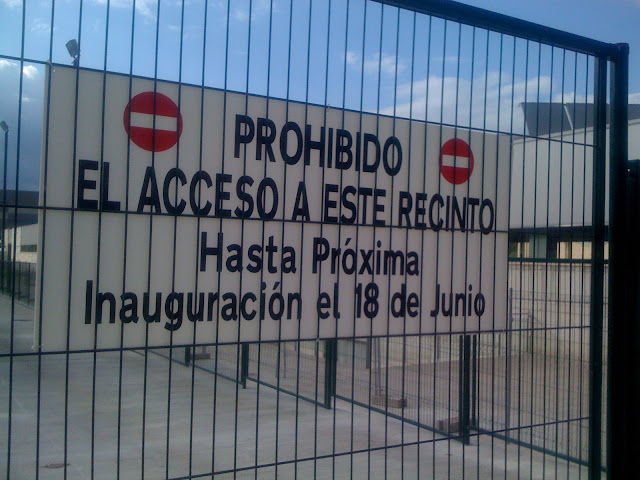 PROHIBIDO
EL ACCESO A ESTE RECINTO
Hasta Próxima
Inauguración el 18 de Junio